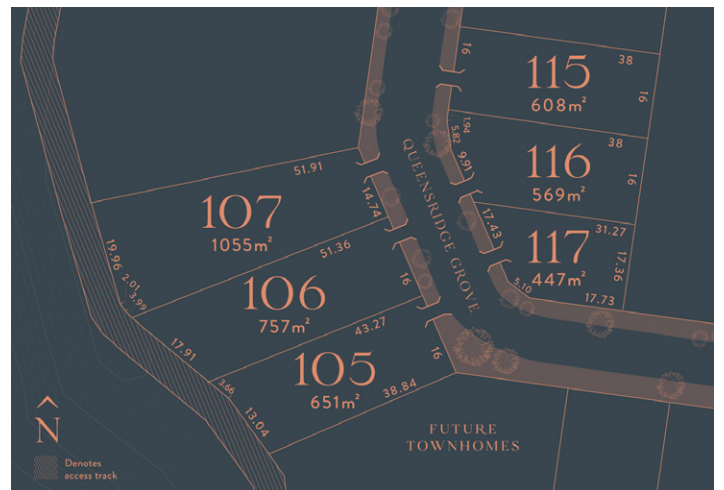 16
38
115
608m²
16
1.94
5.82
9.91
38
116
569m²
16
QUEENSRIDGE GROVE
51.91
14.74
107
1055m²
19.96
2.01
3.99
51.36
17.43
31.27
117
447m²
17.36
5.10
17.73
106
757m²
16
17.91
43.27
105
651m²
16
3.66
13.04
38.84
FUTURE
TOWNHOMES
N
Denotes
access track